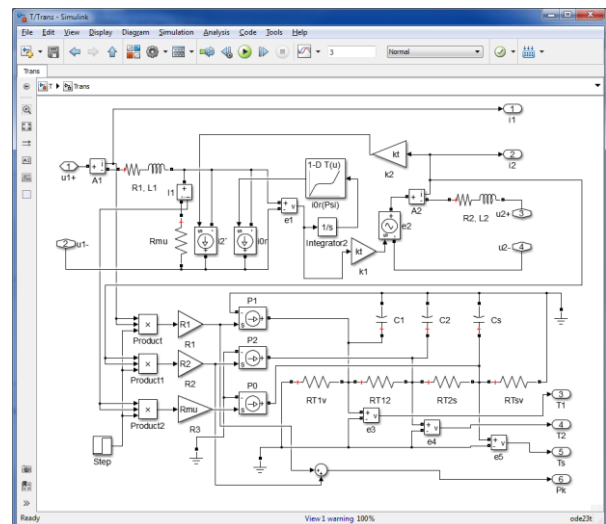 T/Trans - Simulink
File Edit View Display Diagram Simulation Analysis Code Tools Help
3 Normal
Trans
T Trans
1
i1
1
u1+
+ i -
A1
R1, L1
I1
Rmu
2
u1-
i2'
i0r
1-D T(u)
i0r(Psi)
+ v -
e1
1/s
Integrator2
kt
k1
kt
k2
2
i2
e2
+ i -
A2
R2, L2
u2+
3
u2-
4
Product
R1
R1
P1
Product1
R2
R2
P2
Product2
Rmu
R3
P0
Step
C1
C2
Cs
RT1v
RT12
RT2s
RTsv
+ v -
e3
+ v -
e4
+ v -
e5
3
T1
4
T2
5
Ts
6
Pk
Ready View 1 warning 100% ode23t